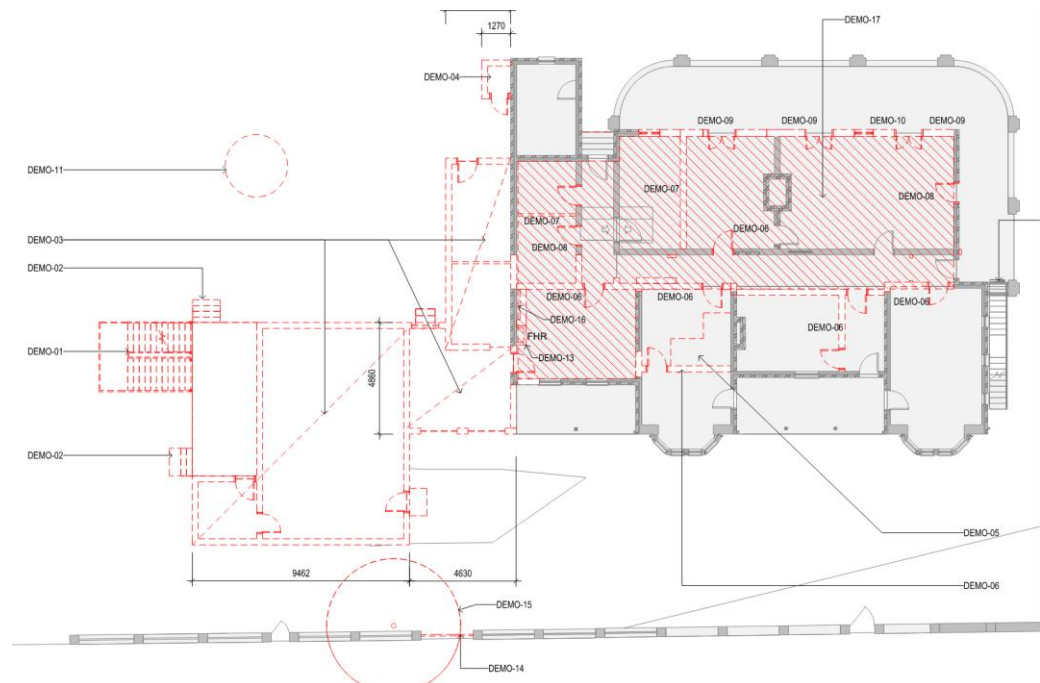 1270
DEMO-17
DEMO-04
DEMO-09
DEMO-09
DEMO-10
DEMO-09
DEMO-11
DEMO-07
DEMO-08
DEMO-07
DEMO-06
DEMO-03
DEMO-08
DEMO-02
DEMO-06
DEMO-06
DEMO-06
DEMO-16
DEMO-06
FHR
DEMO-13
DEMO-01
4860
DEMO-02
DEMO-05
9462
4630
DEMO-06
DEMO-15
DEMO-14